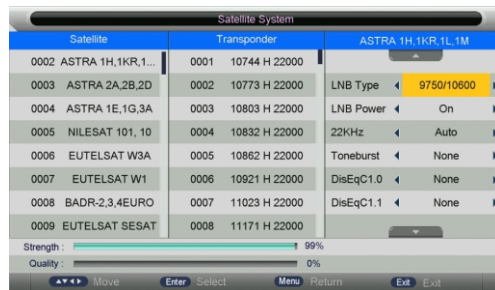 Satellite System
Satellite Transponder ASTRA 1H,1KR,1L,1M
0002 ASTRA 1H,1KR,1... 0001 10744 H 22000
0003 ASTRA 2A,2B,2D 0002 10773 H 22000 LNB Type 9750/10600
0004 ASTRA 1E,1G,3A 0003 10803 H 22000 LNB Power On
0005 NILESAT 101, 10 0004 10832 H 22000 22KHz Auto
0006 EUTELSAT W3A 0005 10862 H 22000 Toneburst None
0007 EUTELSAT W1 0006 10921 H 22000 DisEqC1.0 None
0008 BADR-2,3,4EURO 0007 11023 H 22000 DisEqC1.1 None
0009 EUTELSAT SESAT 0008 11171 H 22000
Strength : 99%
Quality : 0%
Move Enter Select Menu Return Exit Exit